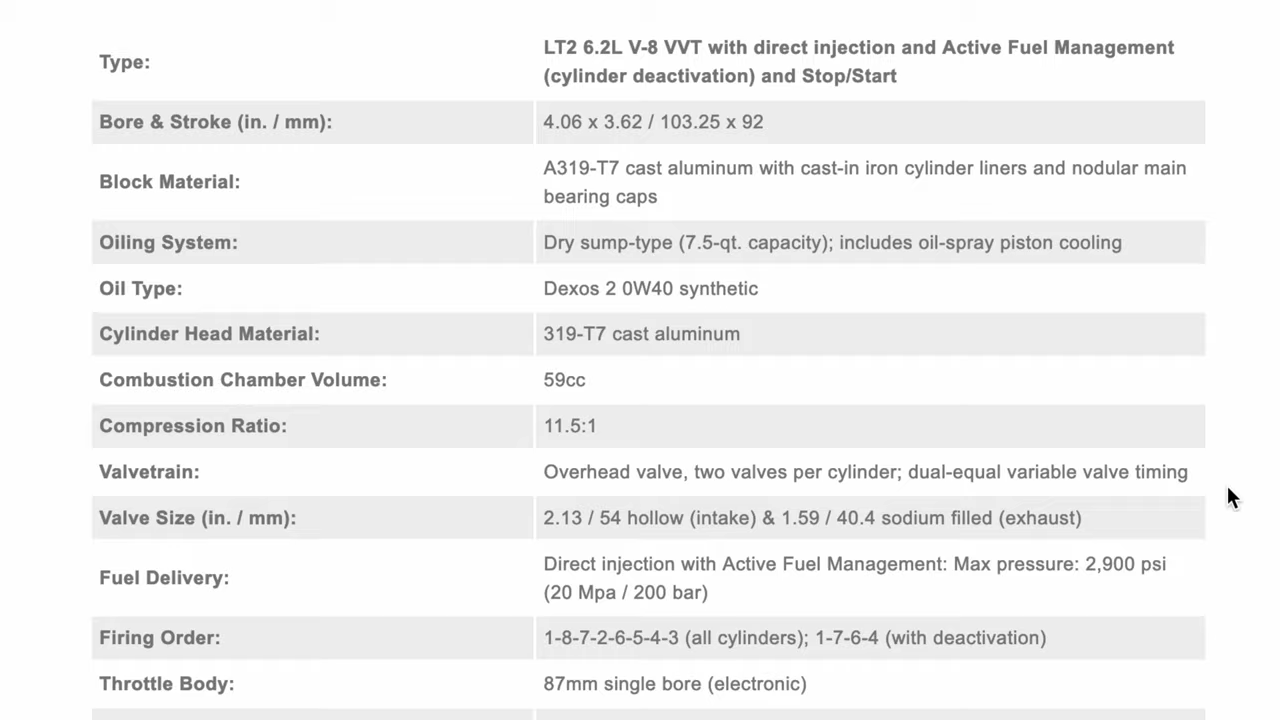 Type:
LT2 6.2L V-8 VVT with direct injection and Active Fuel Management
(cylinder deactivation) and Stop/Start
Bore & Stroke (in. / mm):
4.06 x 3.62 / 103.25 x 92
Block Material:
A319-T7 cast aluminum with cast-in iron cylinder liners and nodular main
bearing caps
Oiling System:
Dry sump-type (7.5-qt. capacity); includes oil-spray piston cooling
Oil Type:
Dexos 2 0W40 synthetic
Cylinder Head Material:
319-T7 cast aluminum
Combustion Chamber Volume:
59cc
Compression Ratio:
11.5:1
Valvetrain:
Overhead valve, two valves per cylinder; dual-equal variable valve timing
Valve Size (in. / mm):
2.13 / 54 hollow (intake) & 1.59 / 40.4 sodium filled (exhaust)
Fuel Delivery:
Direct injection with Active Fuel Management: Max pressure: 2,900 psi
(20 Mpa / 200 bar)
Firing Order:
1-8-7-2-6-5-4-3 (all cylinders); 1-7-6-4 (with deactivation)
Throttle Body:
87mm single bore (electronic)